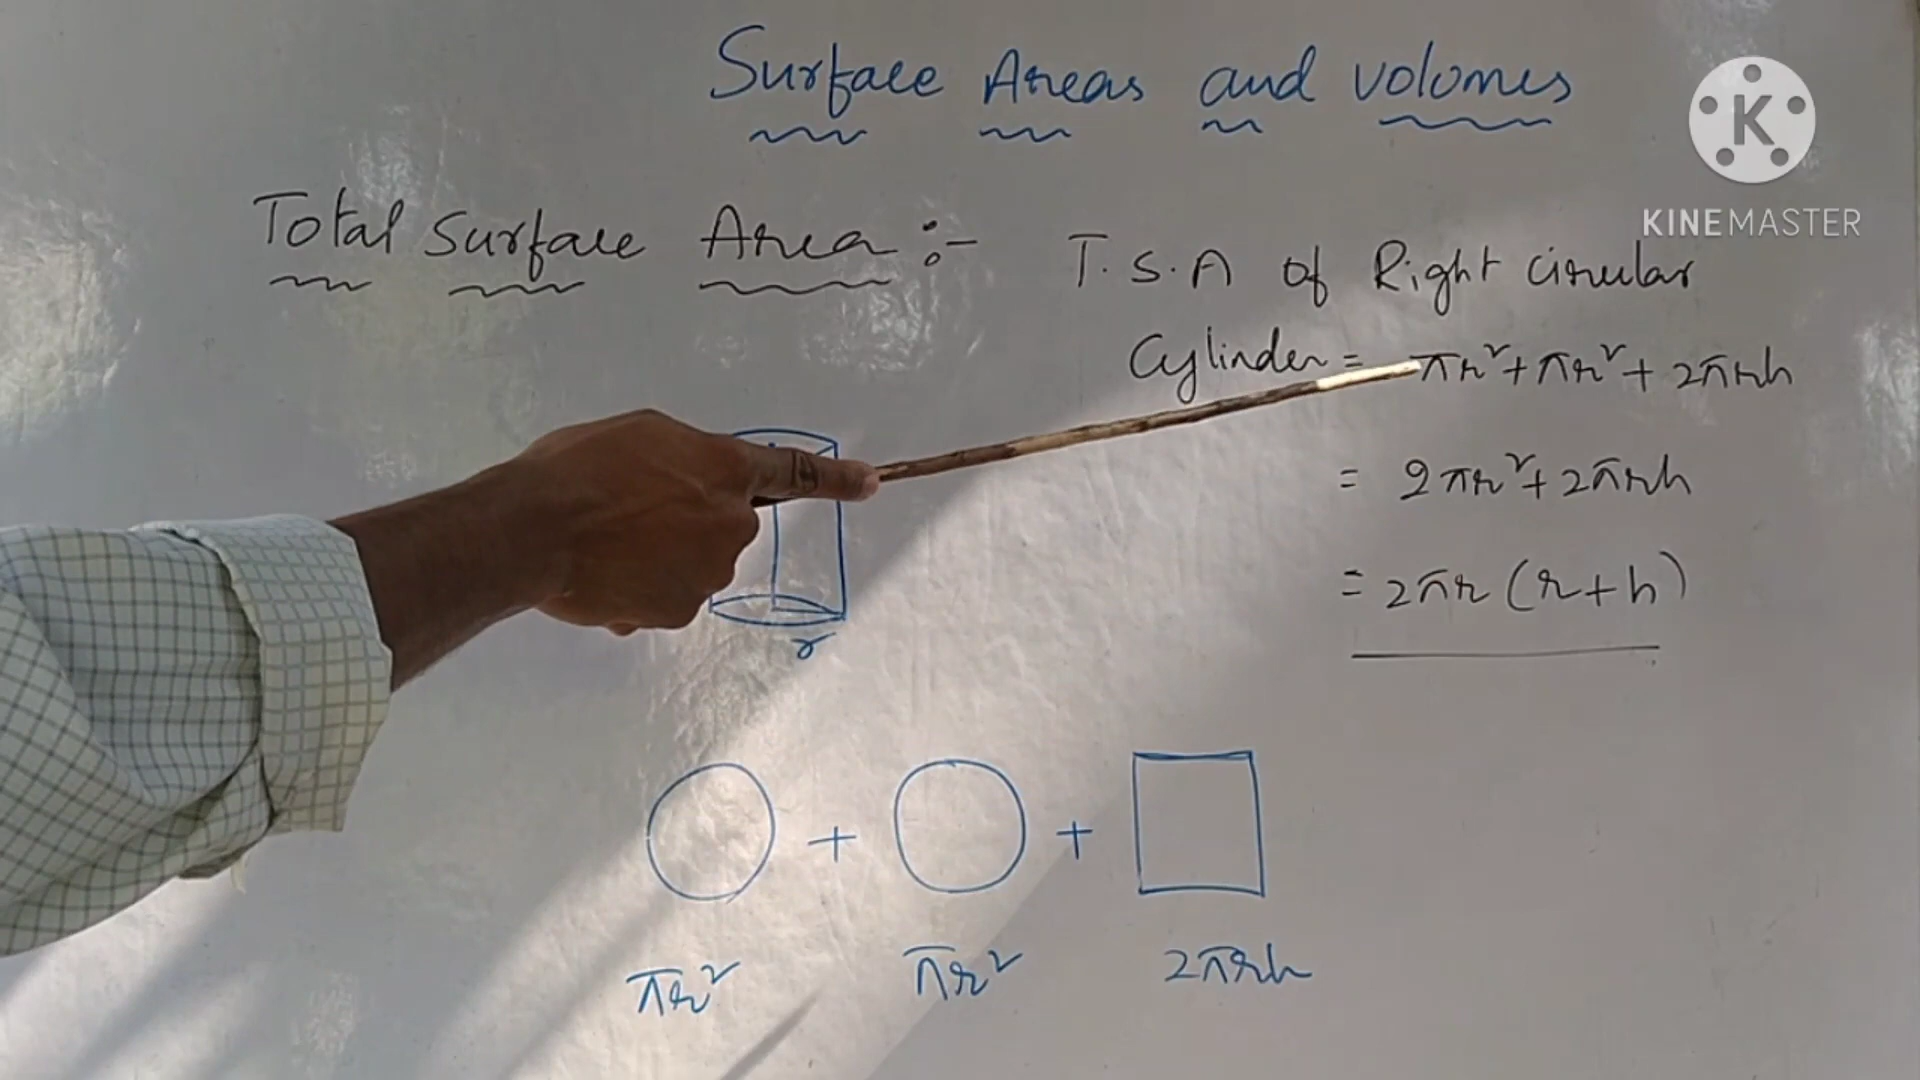 Surface Areas and volomes
KINEMASTER
Total Surface Area :-
T.S.A of Right Circular
Cylinder = πr²+πr²+2πrh
= 2πr²+2πrh
= 2πr(r+h)
r
+ +
πr² πr² 2πrh